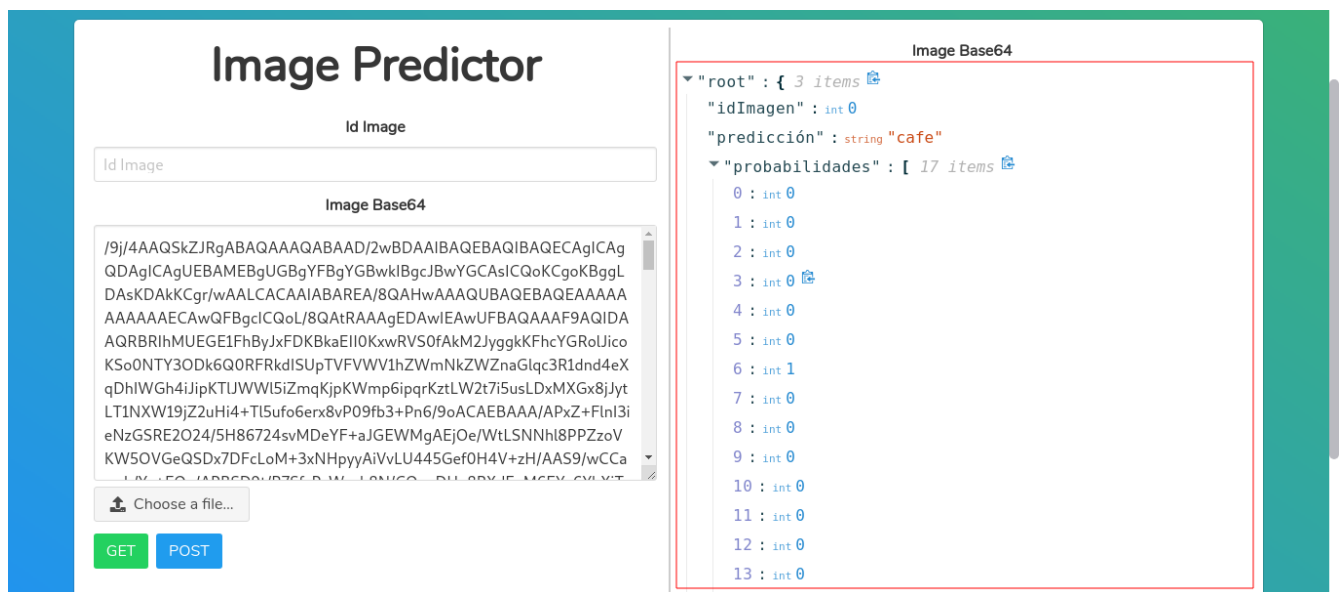 Image Predictor
Id Image
Id Image
Image Base64
/9j/4AAQSkZJRgABAQAAAQABAAD/2wBDAAIBAQEBAQIBAQECAgICAg
QDAgICAgUEBAMEBgUGBgYFBgYGBwkIBgcJBwYGCAsICQoKCgoKBggL
DAsKDAkKCgr/wAALCACAAIABAREA/8QAHwAAAQUBAQEBAQEAAAAA
AAAAAAECAwQFBgcICQoL/8QAtRAAAgEDAwIEAwUFBAQAAAF9AQIDA
AQRBRIhMUEGE1FhByJxFDKBkaEII0KxwRVS0fAkM2JyggkKFhcYGRolJico
KSo0NTY3ODk6Q0RFRkdISUpTVFVWV1hZWmNkZWZnaGlqc3R1dnd4eX
qDhIWGh4iJipKTlJWWl5iZmqKjpKWmp6ipqrKztLW2t7i5usLDxMXGx8jJyt
LT1NXW19jZ2uHi4+Tl5ufo6erx8vP09fb3+Pn6/9oACAEBAAA/APxZ+FlnI3i
eNzGSRE2O24/5H86724svMDeYF+aJGEWMgAEjOe/WtLSNNhl8PPZzoV
KW5OVGeQSDx7DFcLoM+3xNHpyyAiVvLU445Gef0H4V+zH/AAS9/wCCa
Choose a file...
GET
POST
Image Base64
"root" : { 3 items
"idImagen" : int 0
"predicción" : string "cafe"
"probabilidades" : [ 17 items
0 : int 0
1 : int 0
2 : int 0
3 : int 0
4 : int 0
5 : int 0
6 : int 1
7 : int 0
8 : int 0
9 : int 0
10 : int 0
11 : int 0
12 : int 0
13 : int 0